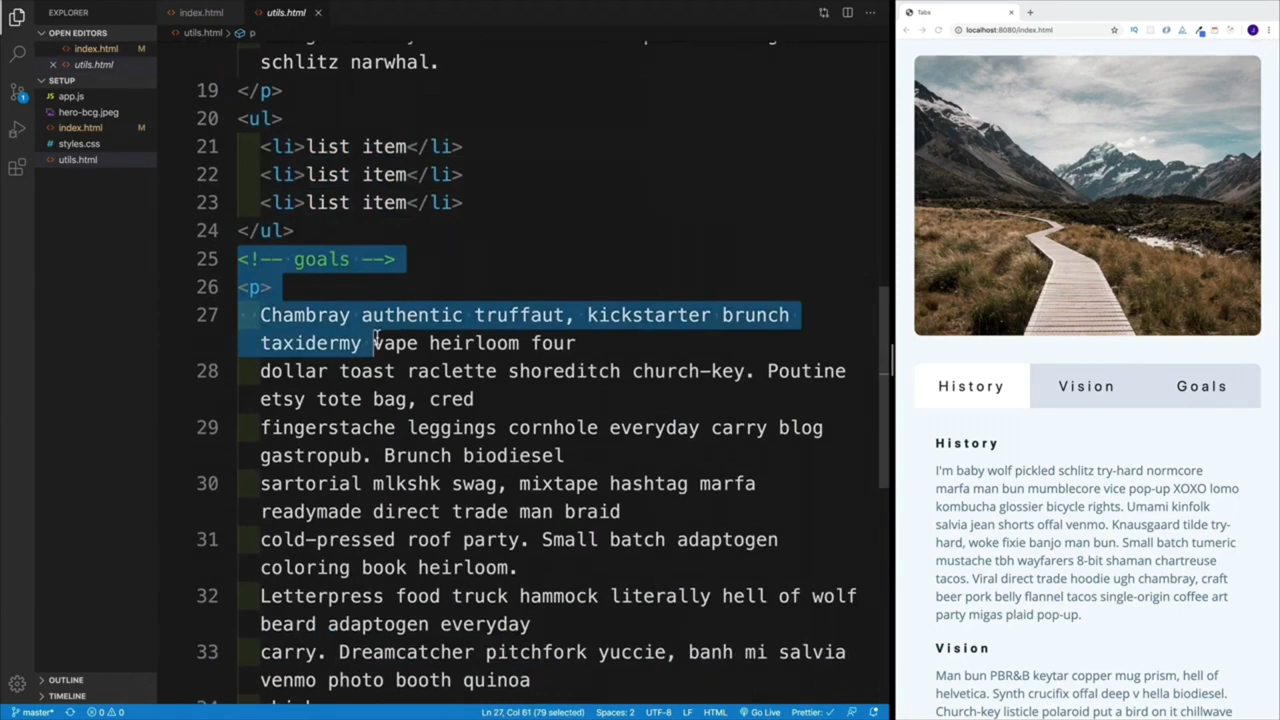 EXPLORER
index.html
utils.html
OPEN EDITORS
index.html M
utils.html
SETUP
app.js
hero-bcg.jpeg
index.html M
styles.css
utils.html
OUTLINE
TIMELINE
utils.html › p
schlitz narwhal.
19 </p>
20 <ul>
21 <li>list item</li>
22 <li>list item</li>
23 <li>list item</li>
24 </ul>
25 <!-- goals -->
26 <p>
27 Chambray authentic truffaut, kickstarter brunch
taxidermy vape heirloom four
28 dollar toast raclette shoreditch church-key. Poutine
etsy tote bag, cred
29 fingerstache leggings cornhole everyday carry blog
gastropub. Brunch biodiesel
30 sartorial mlkshk swag, mixtape hashtag marfa
readymade direct trade man braid
31 cold-pressed roof party. Small batch adaptogen
coloring book heirloom.
32 Letterpress food truck hammock literally hell of wolf
beard adaptogen everyday
33 carry. Dreamcatcher pitchfork yuccie, banh mi salvia
venmo photo booth quinoa
master*
0 0
Ln 27, Col 61 (79 selected)
Spaces: 2
UTF-8
LF
HTML
Go Live
Prettier: ✓
Tabs
localhost:8080/index.html
J
History
Vision
Goals
History
I'm baby wolf pickled schlitz try-hard normcore
marfa man bun mumblecore vice pop-up XOXO lomo
kombucha glossier bicycle rights. Umami kinfolk
salvia jean shorts offal venmo. Knausgaard tilde try-
hard, woke fixie banjo man bun. Small batch tumeric
mustache tbh wayfarers 8-bit shaman chartreuse
tacos. Viral direct trade hoodie ugh chambray, craft
beer pork belly flannel tacos single-origin coffee art
party migas plaid pop-up.
Vision
Man bun PBR&B keytar copper mug prism, hell of
helvetica. Synth crucifix offal deep v hella biodiesel.
Church-key listicle polaroid put a bird on it chillwave